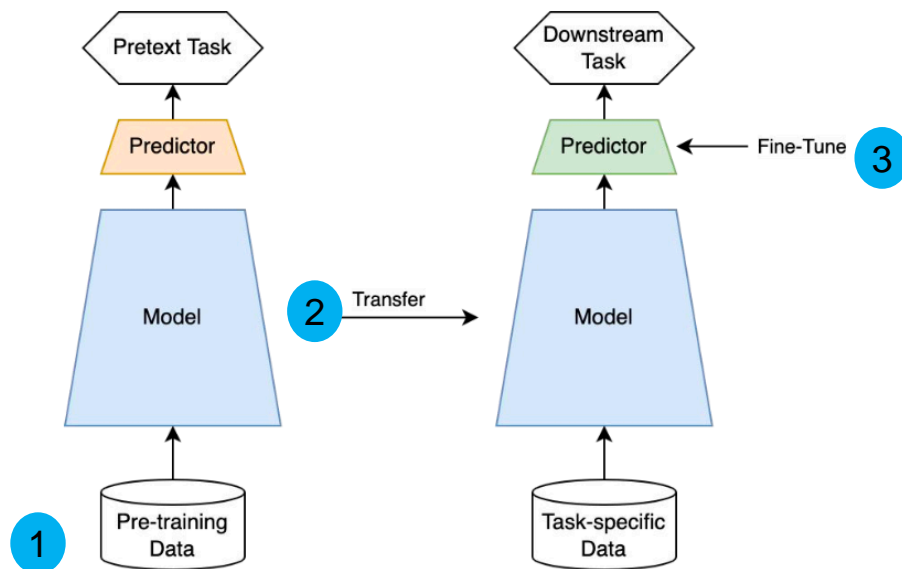 Pretext Task
Predictor
Model
Pre-training
Data
1
2
Transfer
Downstream
Task
Predictor
Fine-Tune
3
Model
Task-specific
Data